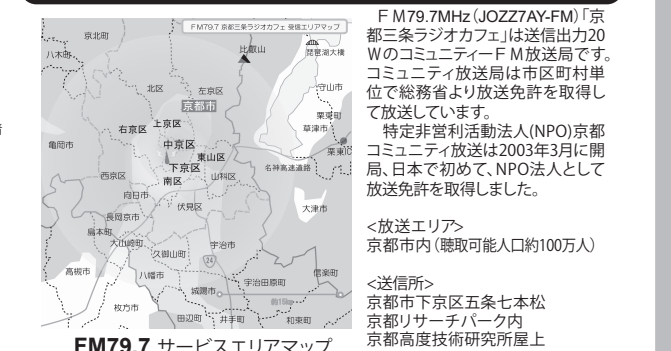 FM79.7 京都三条ラジオカフェ 受信エリアマップ
京北町
八木町
比叡山
琵琶湖大橋
北区
左京区
守山市
京都市
栗東町
草津市
右京区
上京区
中京区
亀岡市
東山区
下京区
栗東IC
名神高速道路
西京区
南区
山科区
向日市
伏見区
大津市
長岡京市
島本町
大山崎町
宇治市
久御山町
24
高槻市
八幡市
信楽町
宇治田原町
城陽市
約15km
枚方市
田辺町
井手町
和東町
FM79.7 サービスエリアマップ
ＦM79.7MHz（JOZZ7AY-FM）「京
都三条ラジオカフェ」は送信出力20
ＷのコミュニティーＦＭ放送局です。
コミュニティ放送局は市区町村単
位で総務省より放送免許を取得し
て放送しています。
特定非営利活動法人(NPO)京都
コミュニティ放送は2003年3月に開
局、日本で初めて、NPO法人として
放送免許を取得しました。
<放送エリア>
京都市内（聴取可能人口約100万人）
<送信所>
京都市下京区五条七本松
京都リサーチパーク内
京都高度技術研究所屋上